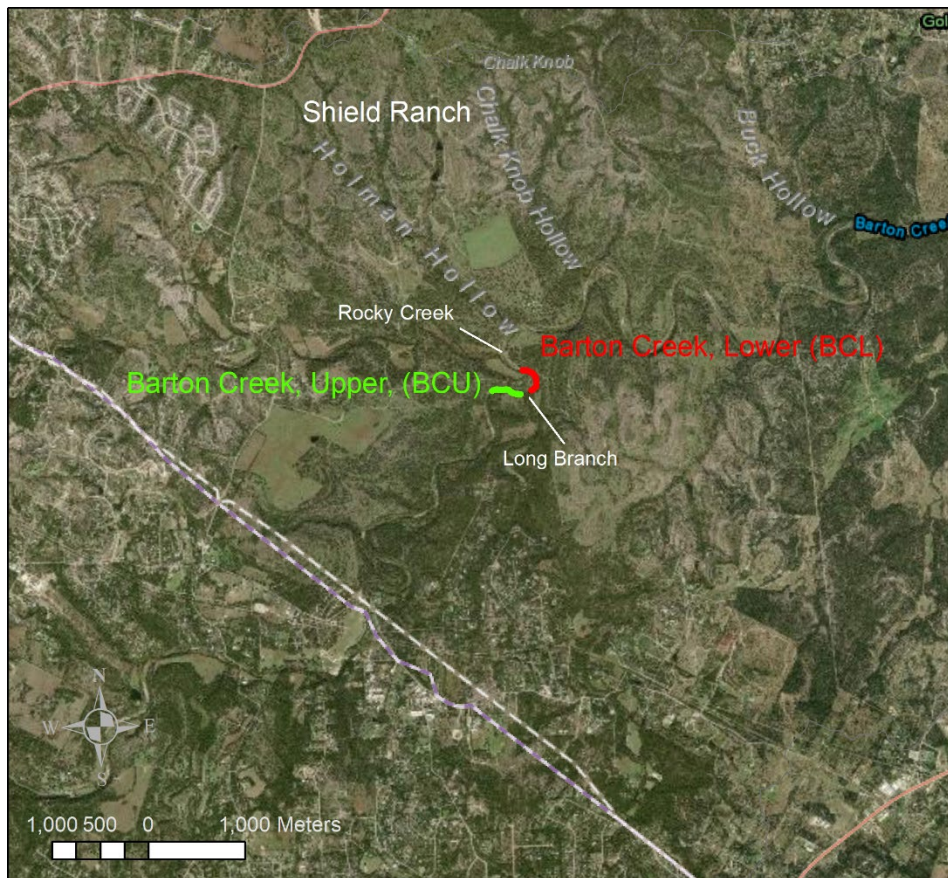 Gol
Chalk Knob
Shield Ranch
Chalk Knob Hollow
Buck Hollow
Holman Hollow
Barton Cree
Rocky Creek
Barton Creek, Lower (BCL)
Barton Creek, Upper, (BCU)
Long Branch
N
W E
S
1,000 500 0 1,000 Meters